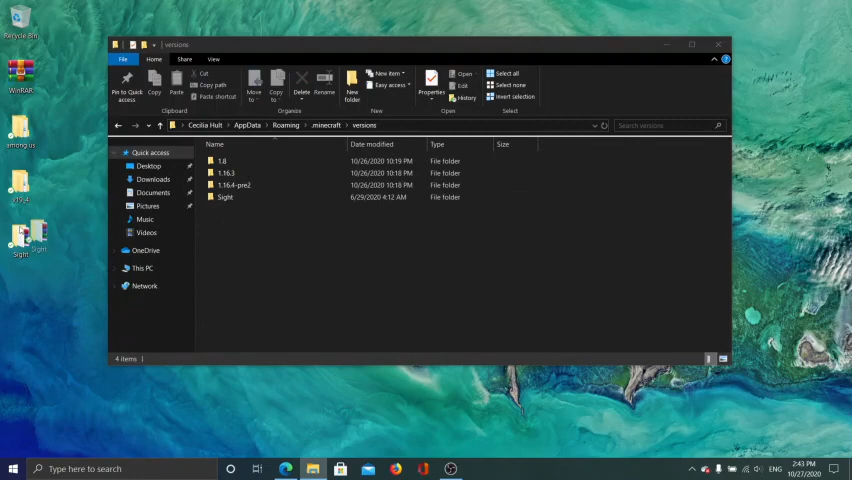 Recycle Bin
WinRAR
among.us
Sight
Sight
versions
File
Home
Share
View
Pin to Quick access
Copy
Paste
Cut
Copy path
Paste shortcut
Clipboard
Move to
Copy to
Delete
Rename
Organize
New folder
New item
Easy access
New
Properties
Open
Edit
History
Open
Select all
Select none
Invert selection
Select
Cecilia Hult > AppData > Roaming > .minecraft > versions
Search versions
Name
Date modified
Type
Size
1.8 10/26/2020 10:19 PM File folder
1.16.3 10/26/2020 10:18 PM File folder
1.16.4-pre2 10/26/2020 10:18 PM File folder
Sight 6/29/2020 4:12 AM File folder
Quick access
Desktop
Downloads
Documents
Pictures
Music
Videos
OneDrive
This PC
Network
4 items
Type here to search
ENG
2:43 PM
10/27/2020